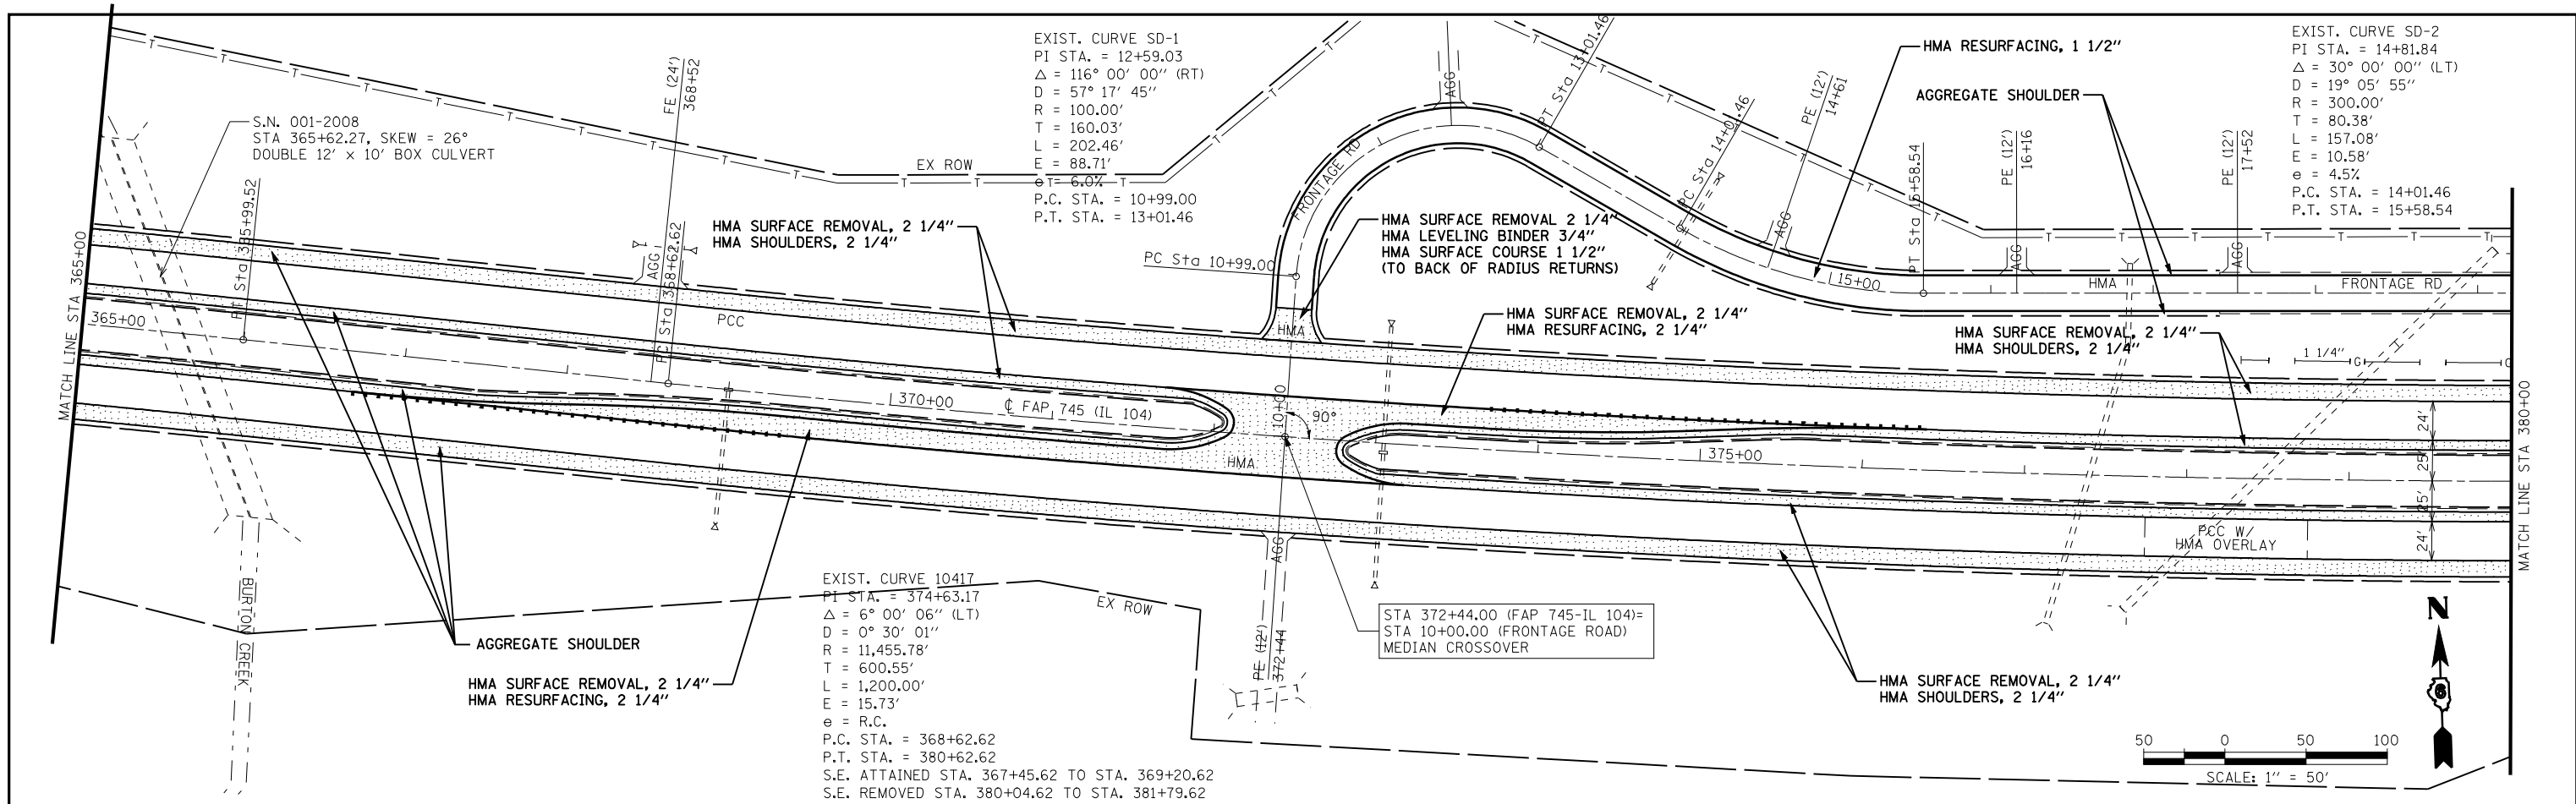 EXIST. CURVE SD-1
PI STA. = 12+59.03
Δ = 116° 00' 00" (RT)
D = 57° 17' 45"
R = 100.00'
T = 160.03'
L = 202.46'
E = 88.71'
e = 6.0%
P.C. STA. = 10+99.00
P.T. STA. = 13+01.46
EXIST. CURVE SD-2
PI STA. = 14+81.84
Δ = 30° 00' 00" (LT)
D = 19° 05' 55"
R = 300.00'
T = 80.38'
L = 157.08'
E = 10.58'
e = 4.5%
P.C. STA. = 14+01.46
P.T. STA. = 15+58.54
HMA RESURFACING, 1 1/2"
AGGREGATE SHOULDER
S.N. 001-2008
STA 365+62.27, SKEW = 26°
DOUBLE 12' x 10' BOX CULVERT
FE (24')
368+52
EX ROW
AGG
PT Sta 13+01.46
PC Sta 14+01.46
PE (12')
14+61
AGG
PT Sta 15+58.54
PE (12')
16+16
AGG
PE (12')
17+52
AGG
FRONTAGE RD
HMA SURFACE REMOVAL, 2 1/4"
HMA SHOULDERS, 2 1/4"
HMA SURFACE REMOVAL 2 1/4"
HMA LEVELING BINDER 3/4"
HMA SURFACE COURSE 1 1/2"
(TO BACK OF RADIUS RETURNS)
PC Sta 10+99.00
15+00
HMA
FRONTAGE RD
MATCH LINE STA 365+00
365+00
PT Sta 365+99.52
AGG
PC Sta 368+62.62
PCC
HMA
HMA SURFACE REMOVAL, 2 1/4"
HMA RESURFACING, 2 1/4"
HMA SURFACE REMOVAL, 2 1/4"
HMA SHOULDERS, 2 1/4"
1 1/4"
G
G
370+00
℄ FAP 745 (IL 104)
10+00
90°
HMA
375+00
24'
25'
25'
24'
MATCH LINE STA 380+00
PCC W/
HMA OVERLAY
AGG
PE (12')
372+44
BURTON CREEK
AGGREGATE SHOULDER
HMA SURFACE REMOVAL, 2 1/4"
HMA RESURFACING, 2 1/4"
EXIST. CURVE 10417
PI STA. = 374+63.17
Δ = 6° 00' 06" (LT)
D = 0° 30' 01"
R = 11,455.78'
T = 600.55'
L = 1,200.00'
E = 15.73'
e = R.C.
P.C. STA. = 368+62.62
P.T. STA. = 380+62.62
S.E. ATTAINED STA. 367+45.62 TO STA. 369+20.62
S.E. REMOVED STA. 380+04.62 TO STA. 381+79.62
EX ROW
STA 372+44.00 (FAP 745-IL 104)=
STA 10+00.00 (FRONTAGE ROAD)
MEDIAN CROSSOVER
HMA SURFACE REMOVAL, 2 1/4"
HMA SHOULDERS, 2 1/4"
N
6
50 0 50 100
SCALE: 1" = 50'